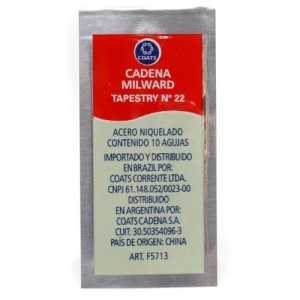 COATS
CADENA
MILWARD
TAPESTRY Nº 22
ACERO NIQUELADO
CONTENIDO 10 AGUJAS
IMPORTADO Y DISTRIBUIDO
EN BRAZIL POR:
COATS CORRENTE LTDA.
CNPJ 61.148.052/0023-00
DISTRIBUIDO
EN ARGENTINA POR:
COATS CADENA S.A.
CUIT: 30.50354096-3
PAÍS DE ORIGEN: CHINA
ART. F5713